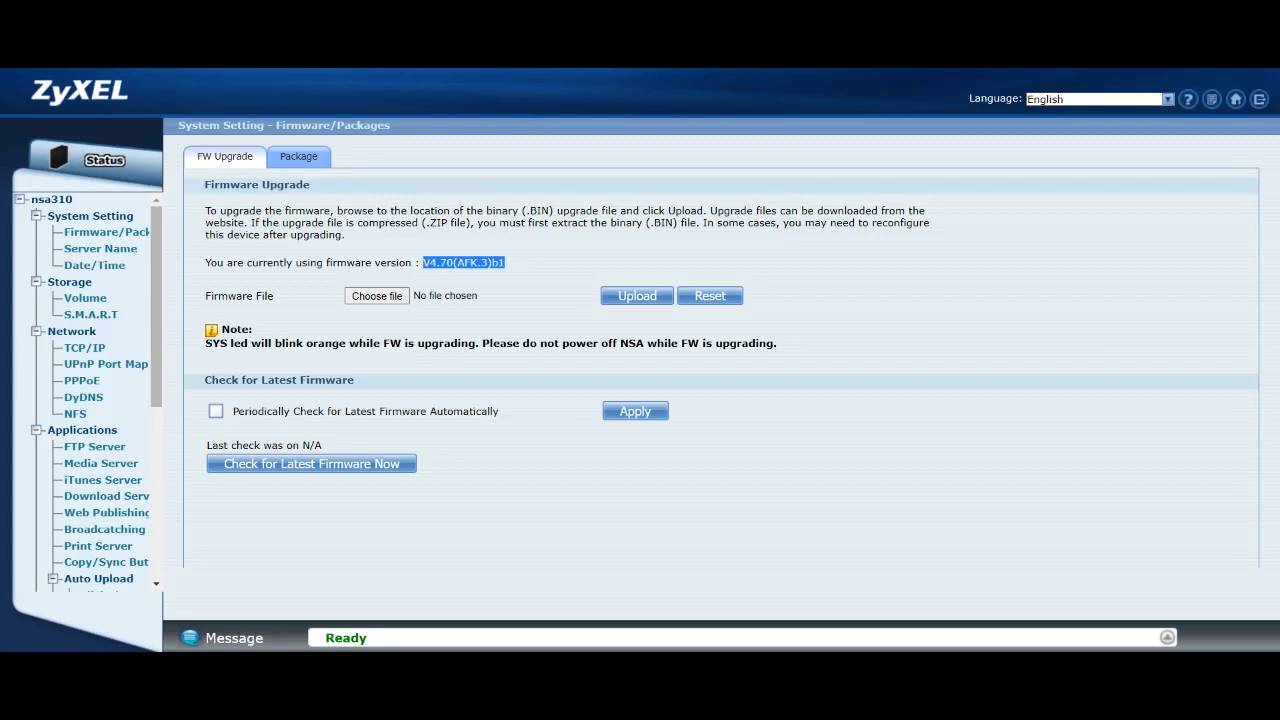 ZyXEL
Language: English
System Setting - Firmware/Packages
Status
FW Upgrade
Package
nsa310
System Setting
Firmware/Pack
Server Name
Date/Time
Storage
Volume
S.M.A.R.T
Network
TCP/IP
UPnP Port Map
PPPoE
DyDNS
NFS
Applications
FTP Server
Media Server
iTunes Server
Download Serv
Web Publishing
Broadcatching
Print Server
Copy/Sync But
Auto Upload
Firmware Upgrade
To upgrade the firmware, browse to the location of the binary (.BIN) upgrade file and click Upload. Upgrade files can be downloaded from the
website. If the upgrade file is compressed (.ZIP file), you must first extract the binary (.BIN) file. In some cases, you may need to reconfigure
this device after upgrading.
You are currently using firmware version : V4.70(AFK.3)b1
Firmware File Choose file No file chosen Upload Reset
Note:
SYS led will blink orange while FW is upgrading. Please do not power off NSA while FW is upgrading.
Check for Latest Firmware
Periodically Check for Latest Firmware Automatically Apply
Last check was on N/A
Check for Latest Firmware Now
Message Ready